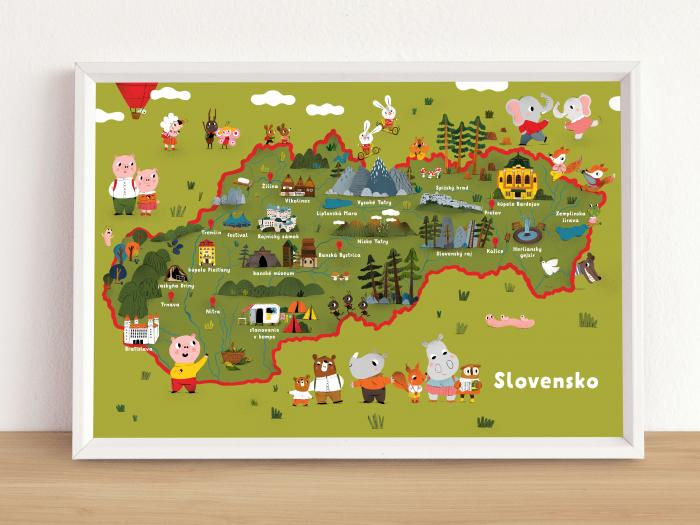 Žilina
Vlkolínec
Vysoké Tatry
Spišský hrad
Kúpele Bardejov
Prešov
Liptovská Mara
Zemplínska
šírava
Trenčín
festival
Bojnický zámok
Nízke Tatry
Banská Bystrica
Slovenský raj
Košice
Herliansky
gejzír
kúpele Piešťany
banské múzeum
jaskyňa Driny
Trnava
Nitra
stanovanie
v kempe
Bratislava
Slovensko